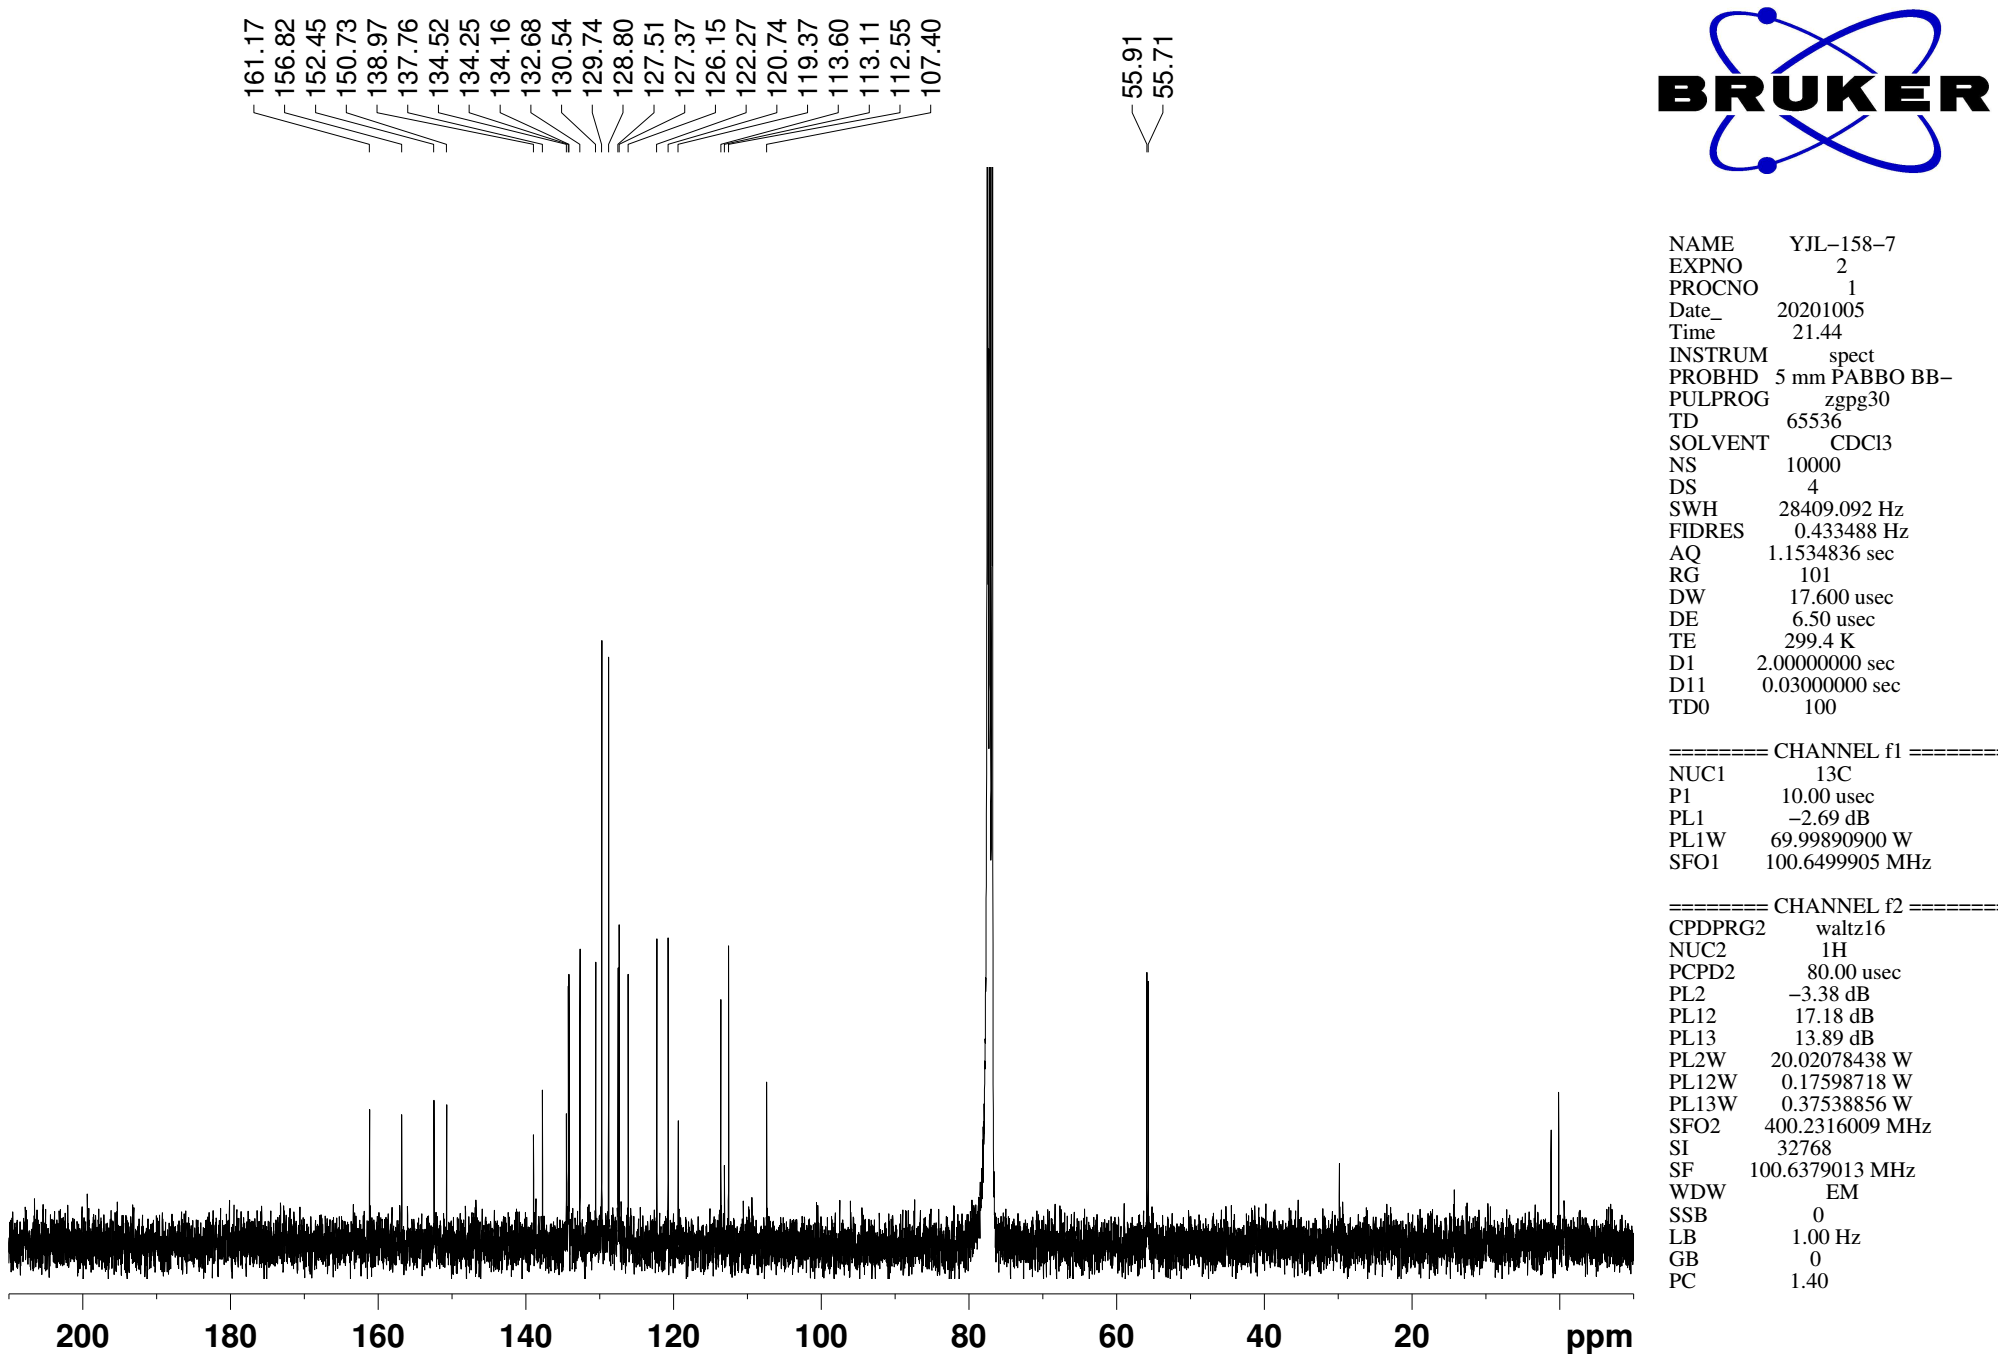 161.17
156.82
152.45
150.73
138.97
137.76
134.52
134.25
134.16
132.68
130.54
129.74
128.80
127.51
127.37
126.15
122.27
120.74
119.37
113.60
113.11
112.55
107.40
55.91
55.71
BRUKER
NAME YJL−158−7
EXPNO 2
PROCNO 1
Date_ 20201005
Time 21.44
INSTRUM spect
PROBHD 5 mm PABBO BB−
PULPROG zgpg30
TD 65536
SOLVENT CDCl3
NS 10000
DS 4
SWH 28409.092 Hz
FIDRES 0.433488 Hz
AQ 1.1534836 sec
RG 101
DW 17.600 usec
DE 6.50 usec
TE 299.4 K
D1 2.00000000 sec
D11 0.03000000 sec
TD0 100
======== CHANNEL f1 ========
NUC1 13C
P1 10.00 usec
PL1 −2.69 dB
PL1W 69.99890900 W
SFO1 100.6499905 MHz
======== CHANNEL f2 ========
CPDPRG2 waltz16
NUC2 1H
PCPD2 80.00 usec
PL2 −3.38 dB
PL12 17.18 dB
PL13 13.89 dB
PL2W 20.02078438 W
PL12W 0.17598718 W
PL13W 0.37538856 W
SFO2 400.2316009 MHz
SI 32768
SF 100.6379013 MHz
WDW EM
SSB 0
LB 1.00 Hz
GB 0
PC 1.40
200 180 160 140 120 100 80 60 40 20 ppm